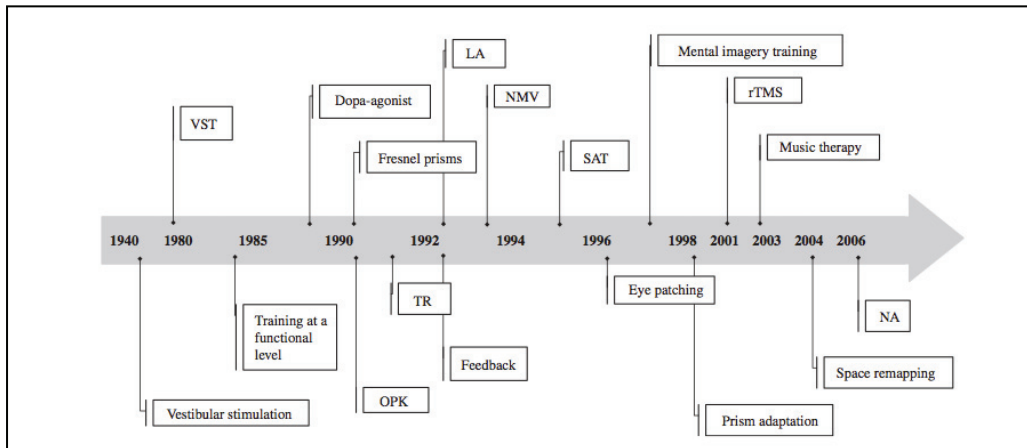 LA
Mental imagery training
Dopa-agonist
NMV
rTMS
VST
Fresnel prisms
SAT
Music therapy
1940 1980 1985 1990 1992 1994 1996 1998 2001 2003 2004 2006
Eye patching
TR
NA
Training at a
functional
level
Feedback
Space remapping
OPK
Vestibular stimulation
Prism adaptation